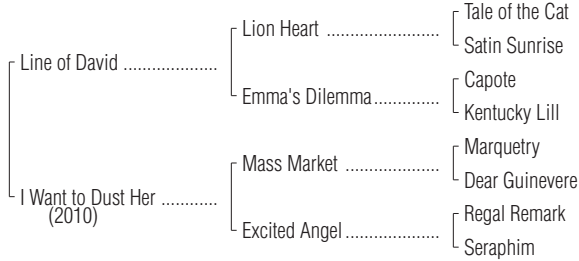 Tale of the Cat
Lion Heart ........................
Satin Sunrise
Line of David ....................
Capote
Emma's Dilemma..............
Kentucky Lill
Marquetry
Mass Market ....................
Dear Guinevere
I Want to Dust Her ............
(2010)
Regal Remark
Excited Angel....................
Seraphim